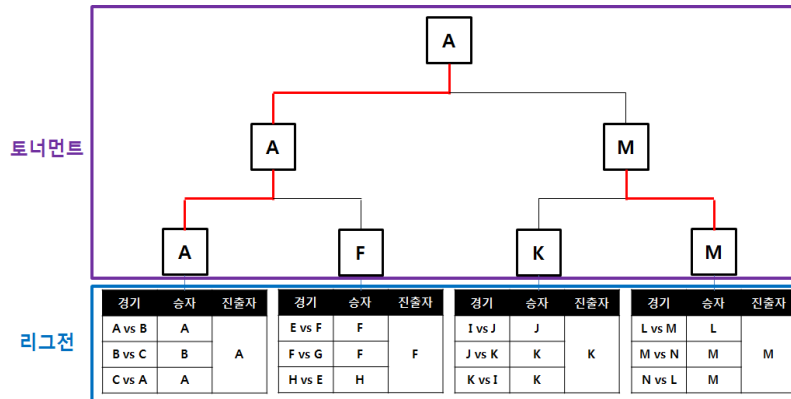 A
토너먼트
A M
A F K M
리그전
경기 승자 진출자 경기 승자 진출자 경기 승자 진출자 경기 승자 진출자
A vs B A E vs F F I vs J J L vs M L
B vs C B A F vs G F F J vs K K K M vs N M M
C vs A A H vs E H K vs I K N vs L M